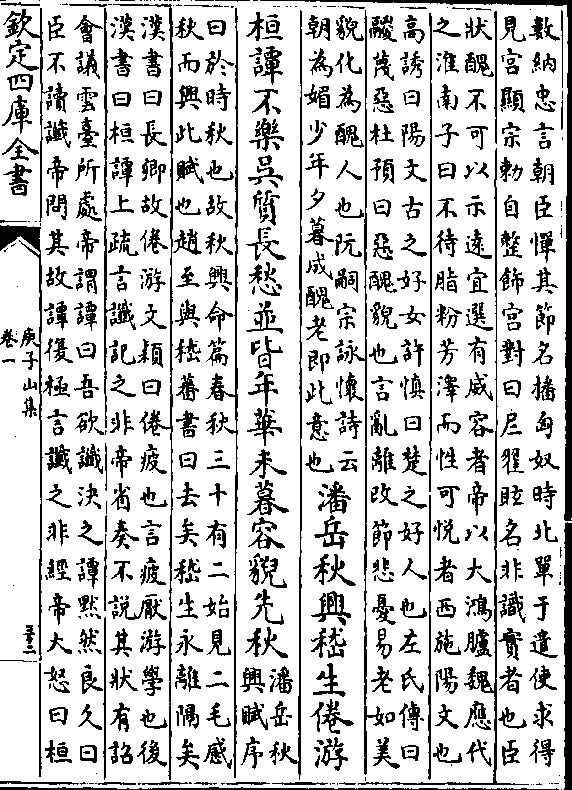 數納忠言朝臣憚其節名播匈奴時北單于遣使求得
見宫顯宗勅自整飾宫對曰尼㹫眩名非識實者也臣
狀醜不可以示遠宜選有威容者帝以大鴻臚魏應代
之淮南子曰不待脂粉芳澤而性可悦者西施陽文也
高誘曰陽文古之好女許慎曰楚之好人也左氏傳曰
鬷蔑惡杜預曰惡醜貌也言亂離改節悲憂易老如美
貌化為醜人也阮嗣宗詠懷詩云
朝為媚少年夕暮成醜老即此意也
潘岳秋興嵇生倦游
桓譚不樂吳質長愁並皆年華未暮容貌先秋
潘岳秋
興賦序
曰於時秋也故秋興命篇春秋三十有二始見二毛感
秋而興此賦也趙至與嵇蕃書曰去矣嵇生永離隔矣
漢書曰長卿故倦游文穎曰倦疲也言疲厭游學也後
漢書曰桓譚上疏言讖記之非帝省奏不說其狀有詔
會議雲臺所處帝謂譚曰吾欲讖決之譚黙然良久曰
臣不讀讖帝問其故譚復極言讖之非經帝大怒曰桓
欽定四庫全書
庾子山集
卷一